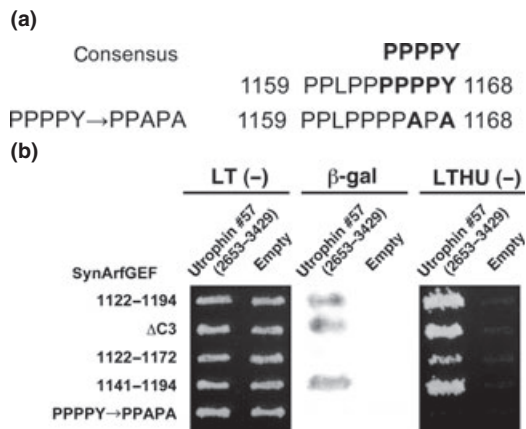 (a)
Consensus PPPPY
1159 PPLPPPPPPY 1168
PPPPY→PPAPA 1159 PPLPPPPAPA 1168
(b)
LT (–) β-gal LTHU (–)
Utrophin #57 (2653–3429) Empty Utrophin #57 (2653–3429) Empty Utrophin #57 (2653–3429) Empty
SynArfGEF
1122–1194
ΔC3
1122–1172
1141–1194
PPPPY→PPAPA